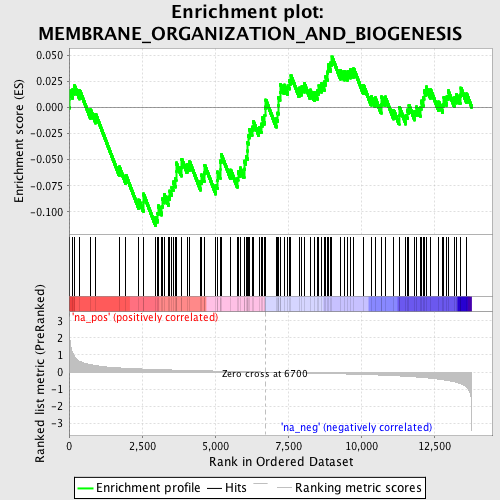 Enrichment plot:
MEMBRANE_ORGANIZATION_AND_BIOGENESIS
Enrichment score (ES)
0.050
0.025
0.000
-0.025
-0.050
-0.075
-0.100
'na_pos' (positively correlated)
Ranked list metric (PreRanked)
3
2
1
0
-1
-2
-3
Zero cross at 6700
'na_neg' (negatively correlated)
0
2,500
5,000
7,500
10,000
12,500
Rank in Ordered Dataset
Enrichment profile
Hits
Ranking metric scores